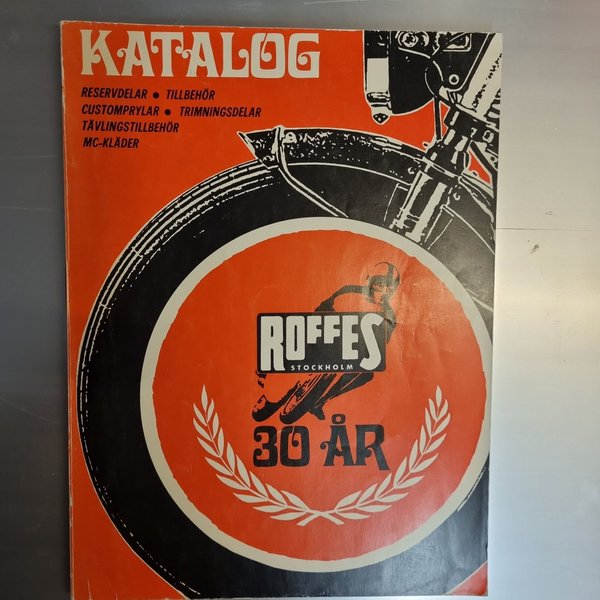 KATALOG
RESERVDELAR • TILLBEHÖR
CUSTOMPRYLAR • TRIMNINGSDELAR
TÄVLINGSTILLBEHÖR
MC-KLÄDER
ROFFES
STOCKHOLM
30 ÅR